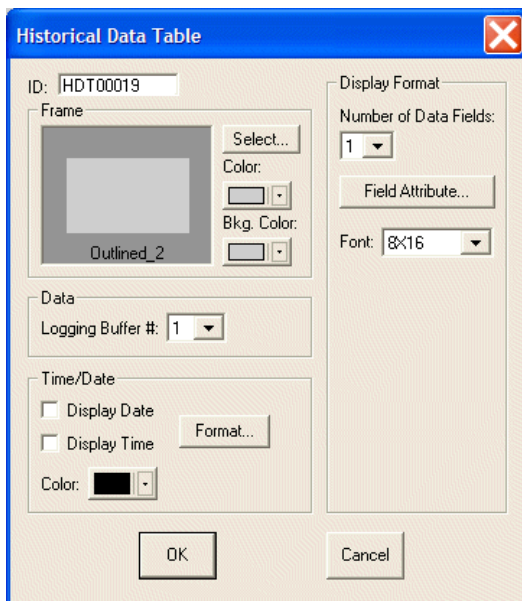 Historical Data Table
ID: HDT00019
Frame
Select...
Color:
Bkg. Color:
Outlined_2
Data
Logging Buffer #: 1
Time/Date
Display Date
Display Time
Format...
Color:
Display Format
Number of Data Fields:
1
Field Attribute...
Font: 8X16
OK
Cancel